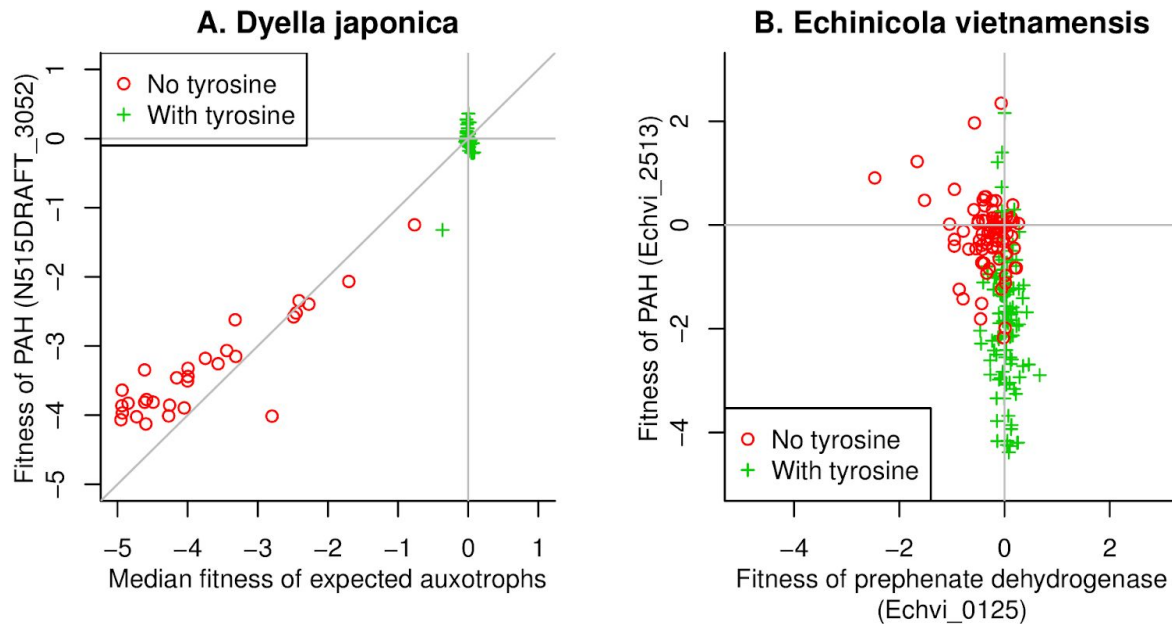 A. Dyella japonica
No tyrosine
With tyrosine
Fitness of PAH (N515DRAFT_3052)
1
0
−1
−2
−3
−4
−5
−5 −4 −3 −2 −1 0 1
Median fitness of expected auxotrophs
B. Echinicola vietnamensis
Fitness of PAH (Echvi_2513)
2
0
−2
−4
No tyrosine
With tyrosine
−4 −2 0 2
Fitness of prephenate dehydrogenase
(Echvi_0125)